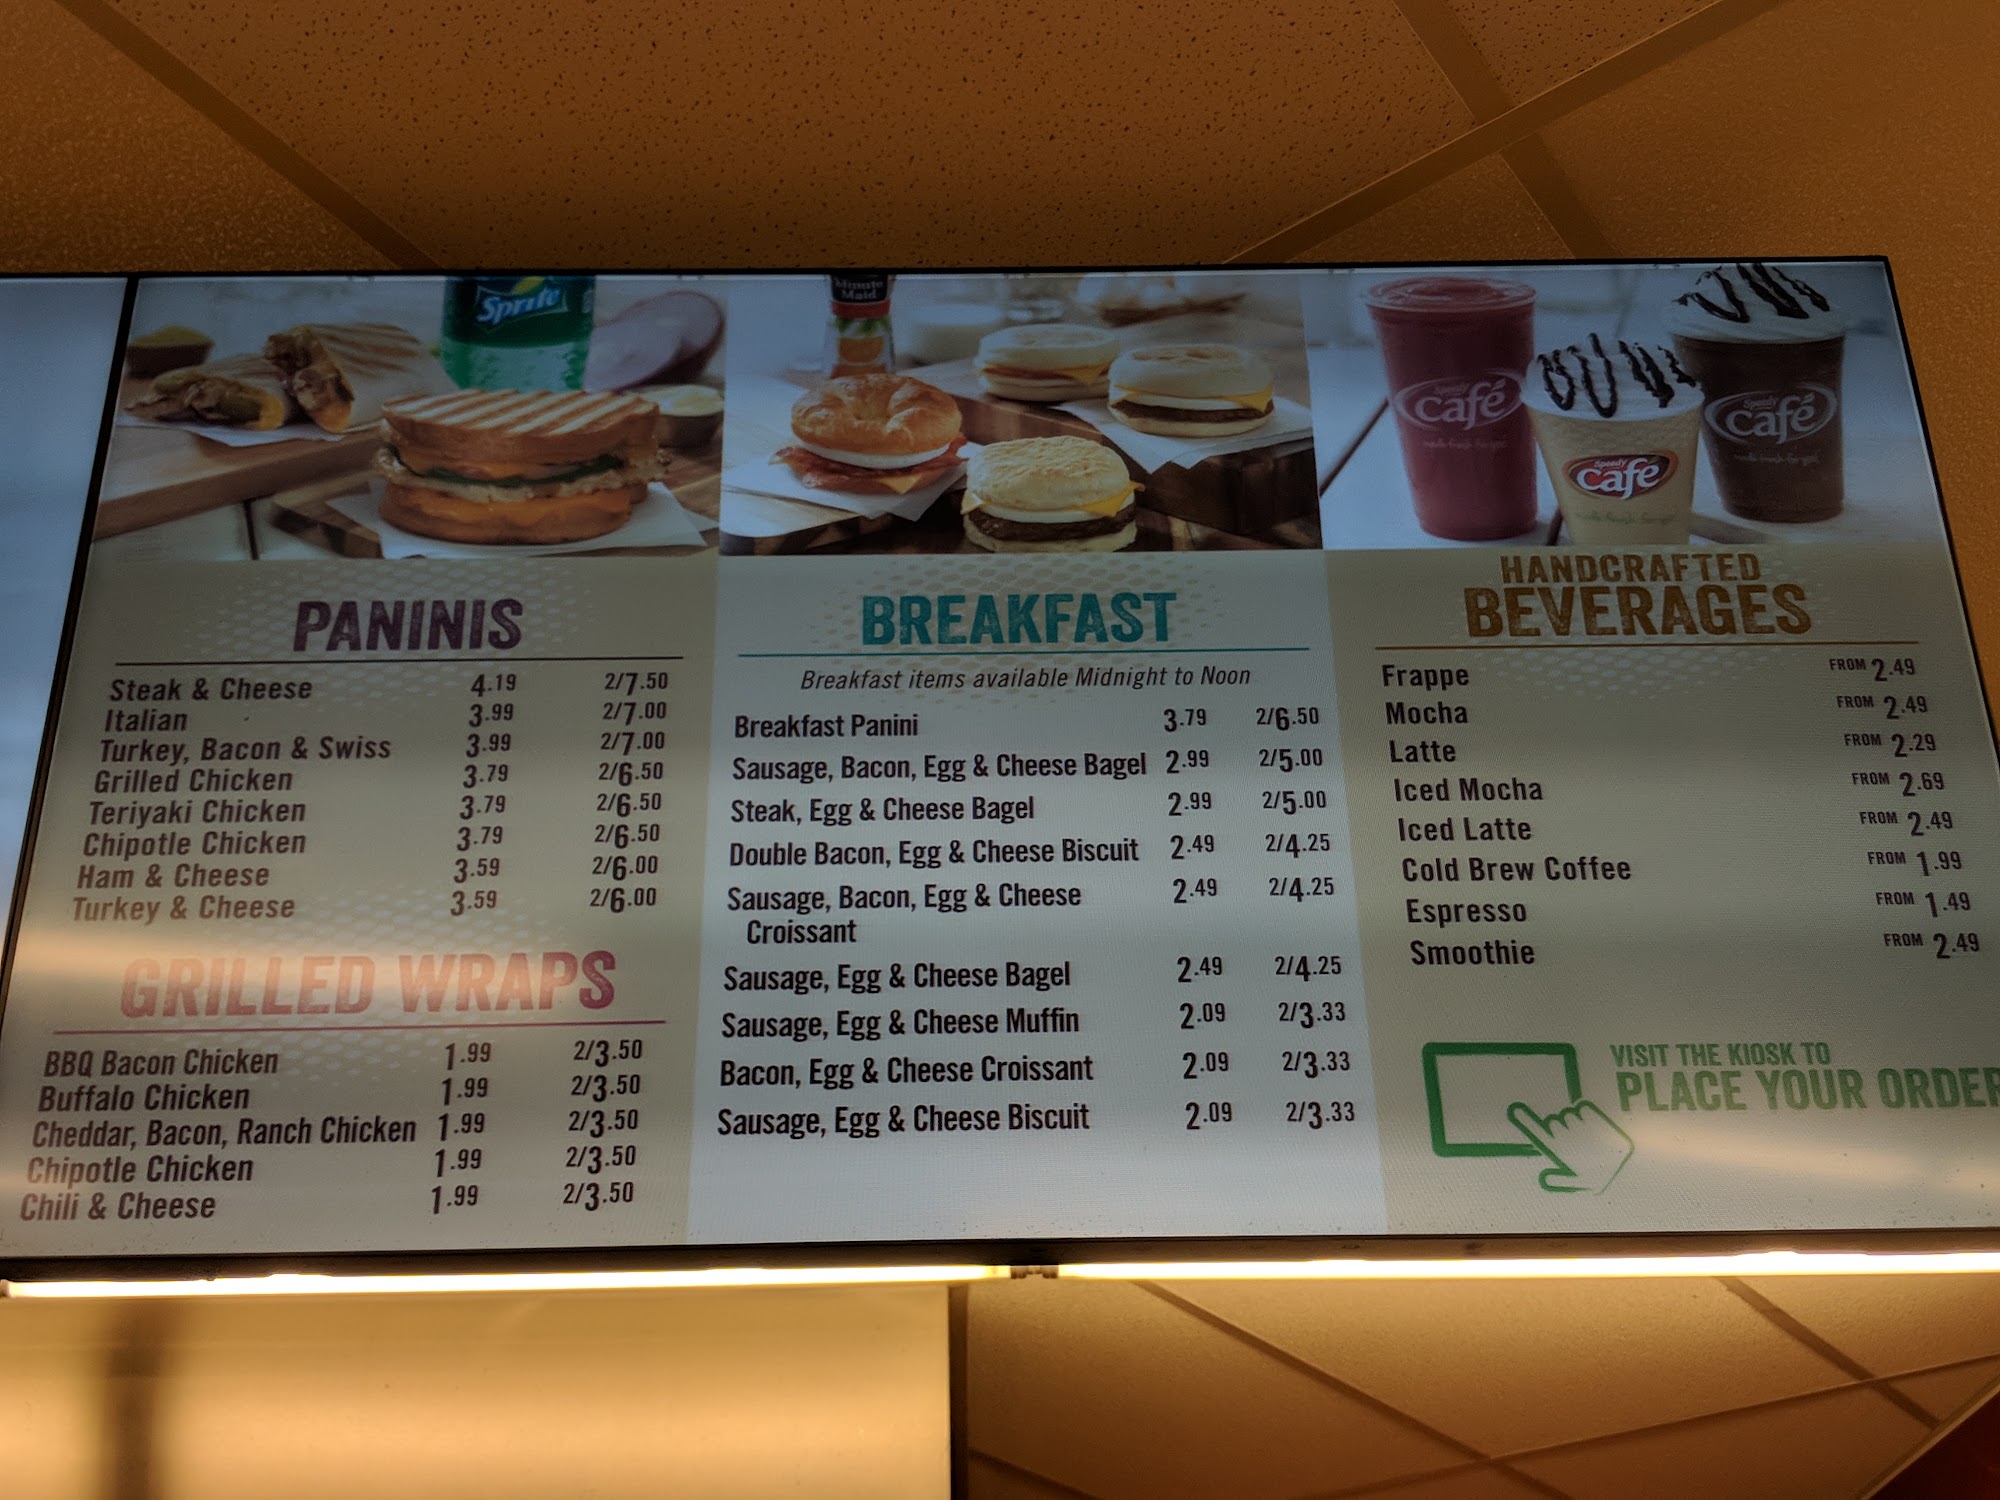 Sprite
Minute
Maid
Speedy
Café
made fresh for you
Speedy
Café
Speedy
Café
made fresh for you
PANINIS
Steak & Cheese 4.19 2/7.50
Italian 3.99 2/7.00
Turkey, Bacon & Swiss 3.99 2/7.00
Grilled Chicken 3.79 2/6.50
Teriyaki Chicken 3.79 2/6.50
Chipotle Chicken 3.79 2/6.50
Ham & Cheese 3.59 2/6.00
Turkey & Cheese 3.59 2/6.00
GRILLED WRAPS
BBQ Bacon Chicken 1.99 2/3.50
Buffalo Chicken 1.99 2/3.50
Cheddar, Bacon, Ranch Chicken 1.99 2/3.50
Chipotle Chicken 1.99 2/3.50
Chili & Cheese 1.99 2/3.50
BREAKFAST
Breakfast items available Midnight to Noon
Breakfast Panini 3.79 2/6.50
Sausage, Bacon, Egg & Cheese Bagel 2.99 2/5.00
Steak, Egg & Cheese Bagel 2.99 2/5.00
Double Bacon, Egg & Cheese Biscuit 2.49 2/4.25
Sausage, Bacon, Egg & Cheese 2.49 2/4.25
Croissant
Sausage, Egg & Cheese Bagel 2.49 2/4.25
Sausage, Egg & Cheese Muffin 2.09 2/3.33
Bacon, Egg & Cheese Croissant 2.09 2/3.33
Sausage, Egg & Cheese Biscuit 2.09 2/3.33
HANDCRAFTED
BEVERAGES
Frappe FROM 2.49
Mocha FROM 2.49
Latte FROM 2.29
Iced Mocha FROM 2.69
Iced Latte FROM 2.49
Cold Brew Coffee FROM 1.99
Espresso FROM 1.49
Smoothie FROM 2.49
VISIT THE KIOSK TO
PLACE YOUR ORDER